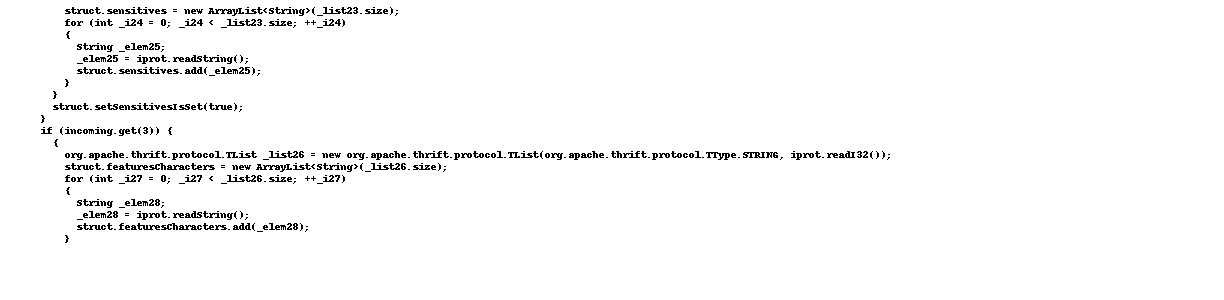 struct.sensitives = new ArrayList<String>(_list23.size);
for (int _i24 = 0; _i24 < _list23.size; ++_i24)
{
String _elem25;
_elem25 = iprot.readString();
struct.sensitives.add(_elem25);
}
}
struct.setSensitivesIsSet(true);
}
if (incoming.get(3)) {
{
org.apache.thrift.protocol.TList _list26 = new org.apache.thrift.protocol.TList(org.apache.thrift.protocol.TType.STRING, iprot.readI32());
struct.featuresCharacters = new ArrayList<String>(_list26.size);
for (int _i27 = 0; _i27 < _list26.size; ++_i27)
{
String _elem28;
_elem28 = iprot.readString();
struct.featuresCharacters.add(_elem28);
}